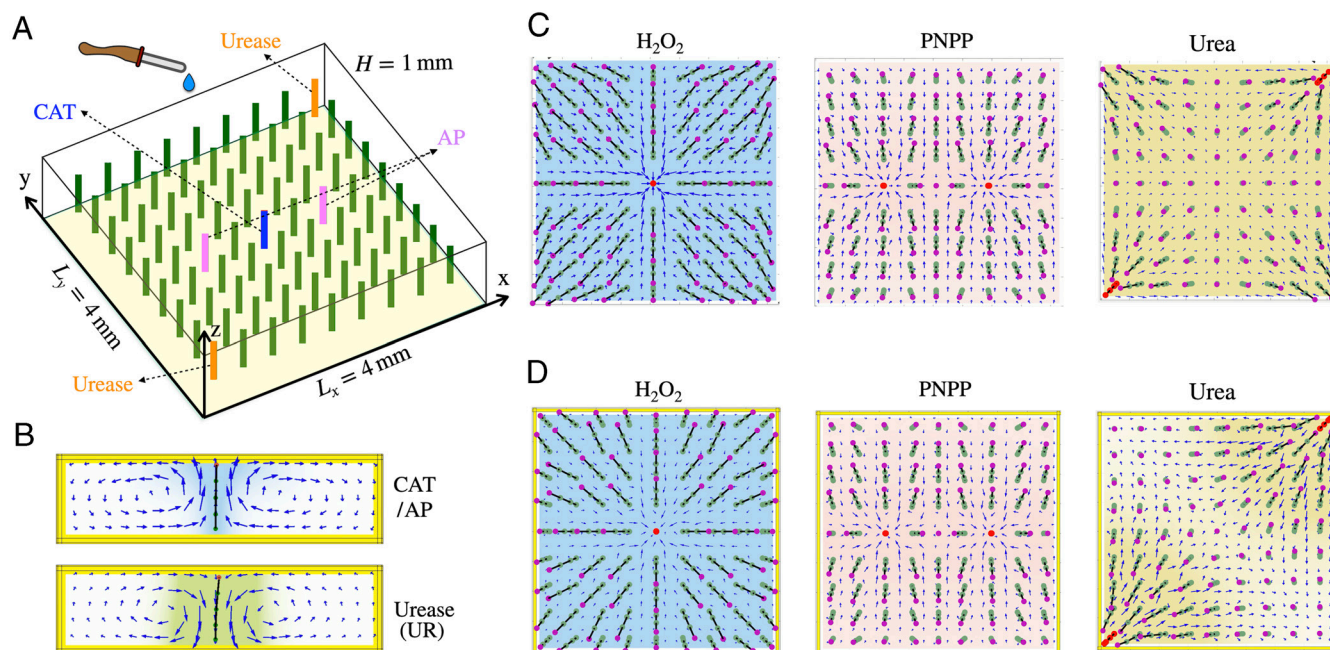 A
Urease
H = 1 mm
CAT
AP
y
x
z
L_y = 4 mm
L_x = 4 mm
Urease
B
CAT
/AP
Urease
(UR)
C
H₂O₂
PNPP
Urea
D
H₂O₂
PNPP
Urea